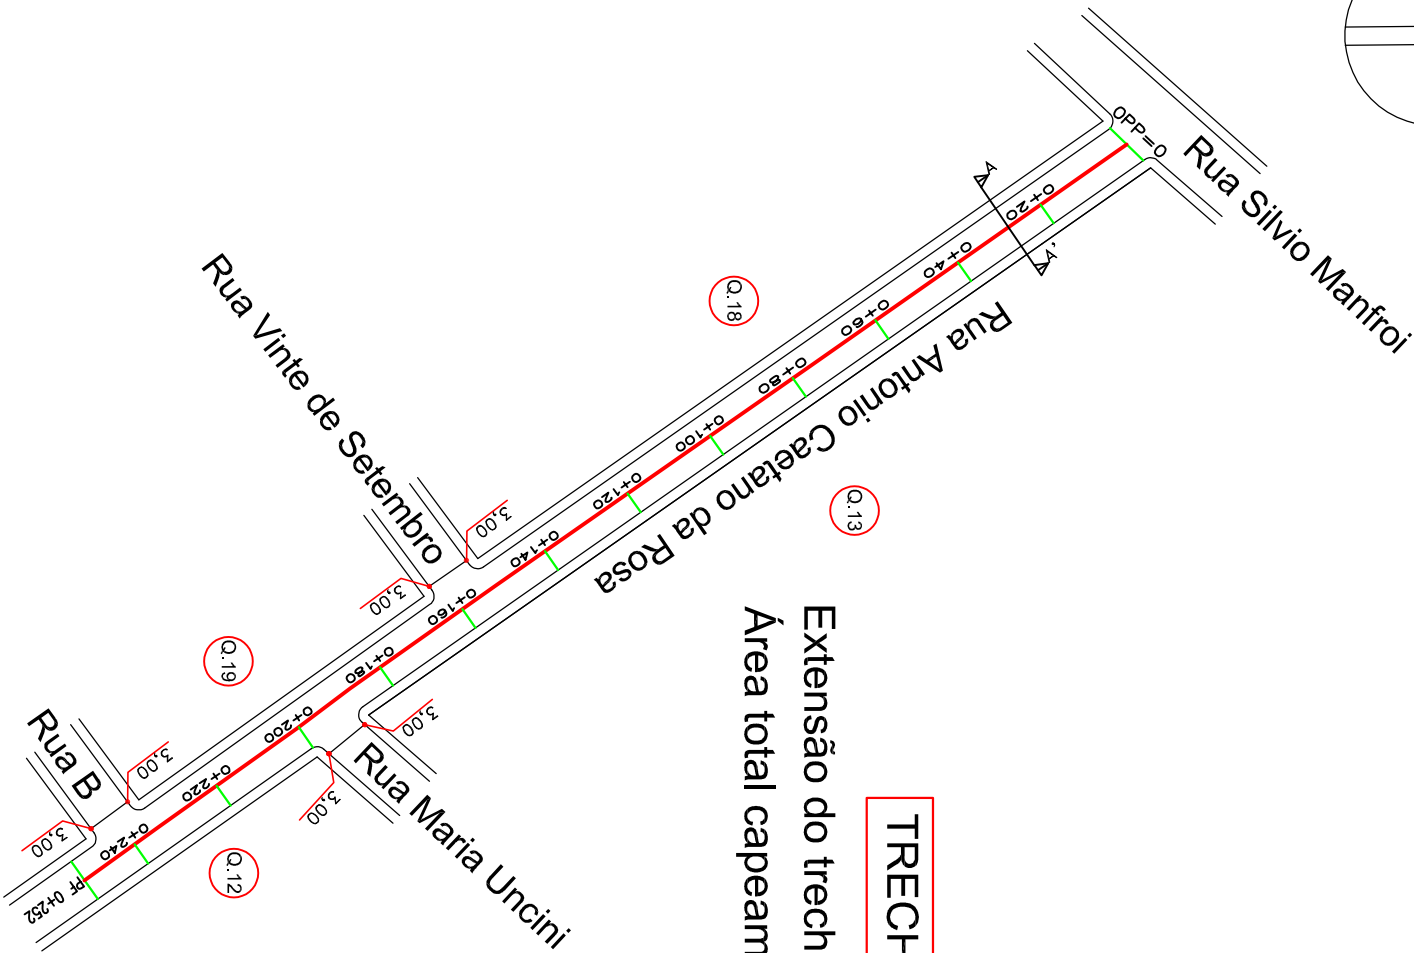 Rua Silvio Manfroi
OPP=0
A
A'
0+20
0+40
0+60
0+80
0+100
0+120
0+140
0+160
0+180
0+200
0+220
0+240
PF 0+252
Rua Antonio Caetano da Rosa
Q.18
Q.13
Rua Vinte de Setembro
3,00
3,00
Q.19
3,00
3,00
Rua Maria Uncini
Rua B
3,00
3,00
Q.12
TRECH
Extensão do trech
Área total capeam